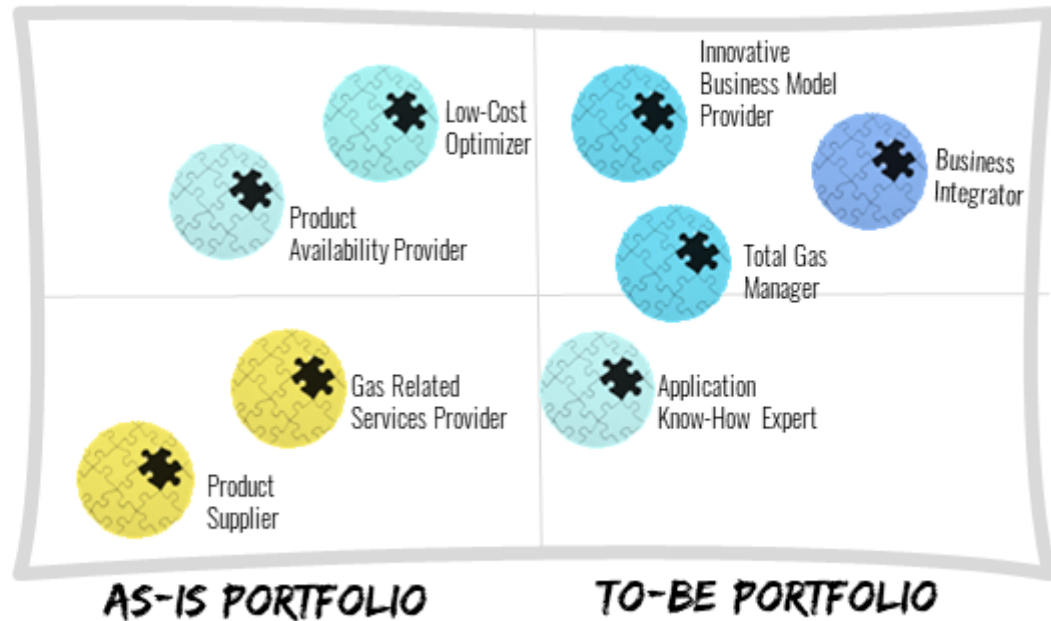 Innovative
Business Model
Provider
Low-Cost
Optimizer
Business
Integrator
Product
Availability Provider
Total Gas
Manager
Gas Related
Services Provider
Application
Know-How Expert
Product
Supplier
AS-IS PORTFOLIO
TO-BE PORTFOLIO